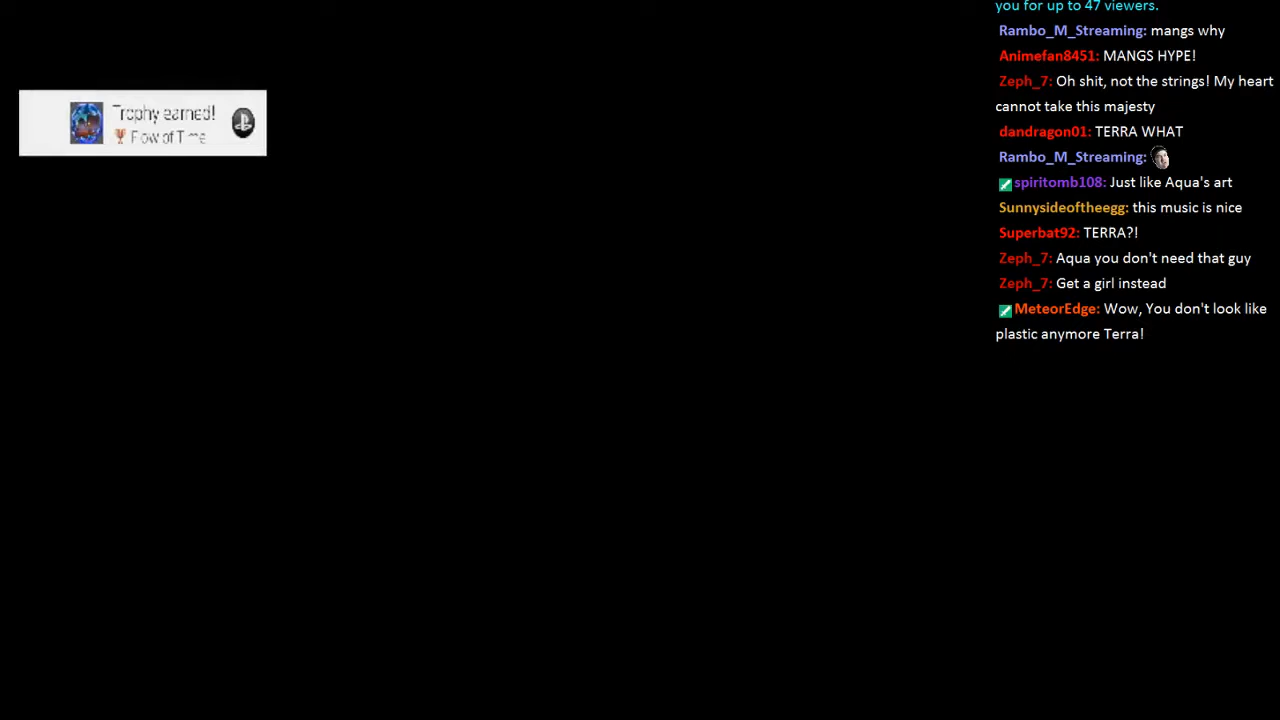 Trophy earned!
Flow of Time
you for up to 47 viewers.
Rambo_M_Streaming: mangs why
Animefan8451: MANGS HYPE!
Zeph_7: Oh shit, not the strings! My heart
cannot take this majesty
dandragon01: TERRA WHAT
Rambo_M_Streaming:
spiritomb108: Just like Aqua's art
Sunnysideoftheegg: this music is nice
Superbat92: TERRA?!
Zeph_7: Aqua you don't need that guy
Zeph_7: Get a girl instead
MeteorEdge: Wow, You don't look like
plastic anymore Terra!